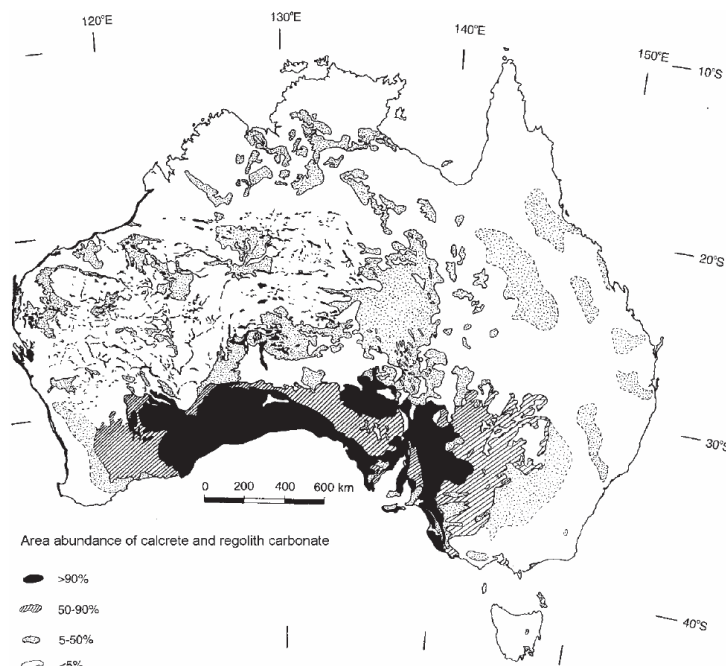 120°E
130°E
140°E
150°E
10°S
20°S
30°S
0 200 400 600 km
Area abundance of calcrete and regolith carbonate
>90%
50-90%
5-50%
<5%
40°S